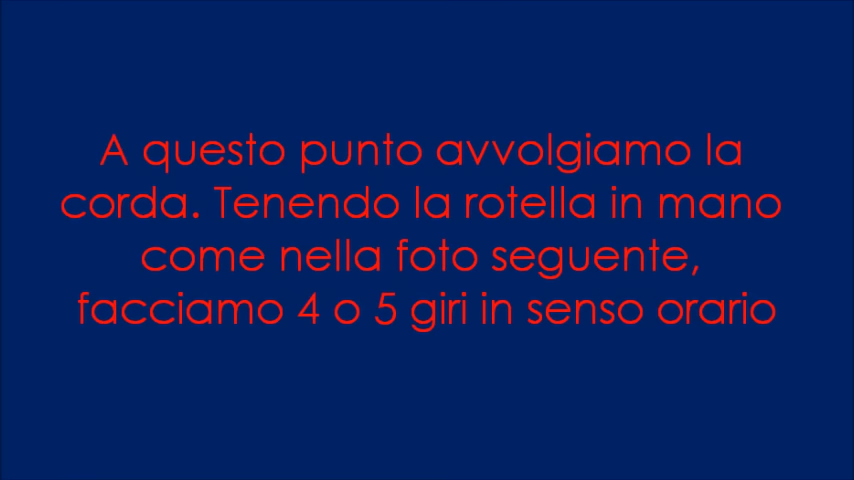 A questo punto avvolgiamo la
corda. Tenendo la rotella in mano
come nella foto seguente,
facciamo 4 o 5 giri in senso orario